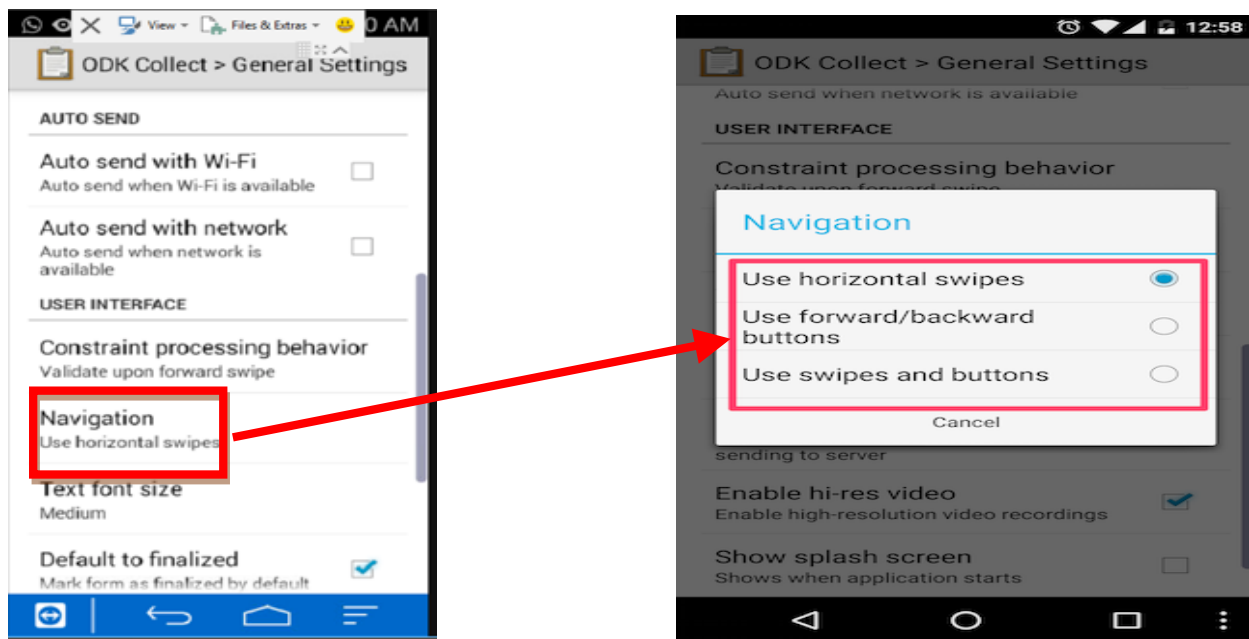 View Files & Extras 0 AM
ODK Collect > General Settings
AUTO SEND
Auto send with Wi-Fi
Auto send when Wi-Fi is available
Auto send with network
Auto send when network is
available
USER INTERFACE
Constraint processing behavior
Validate upon forward swipe
Navigation
Use horizontal swipes
Text font size
Medium
Default to finalized
Mark form as finalized by default
12:58
ODK Collect > General Settings
Auto send when network is available
USER INTERFACE
Constraint processing behavior
Validate upon forward swipe
Navigation
Use horizontal swipes
Use forward/backward
buttons
Use swipes and buttons
Cancel
sending to server
Enable hi-res video
Enable high-resolution video recordings
Show splash screen
Shows when application starts